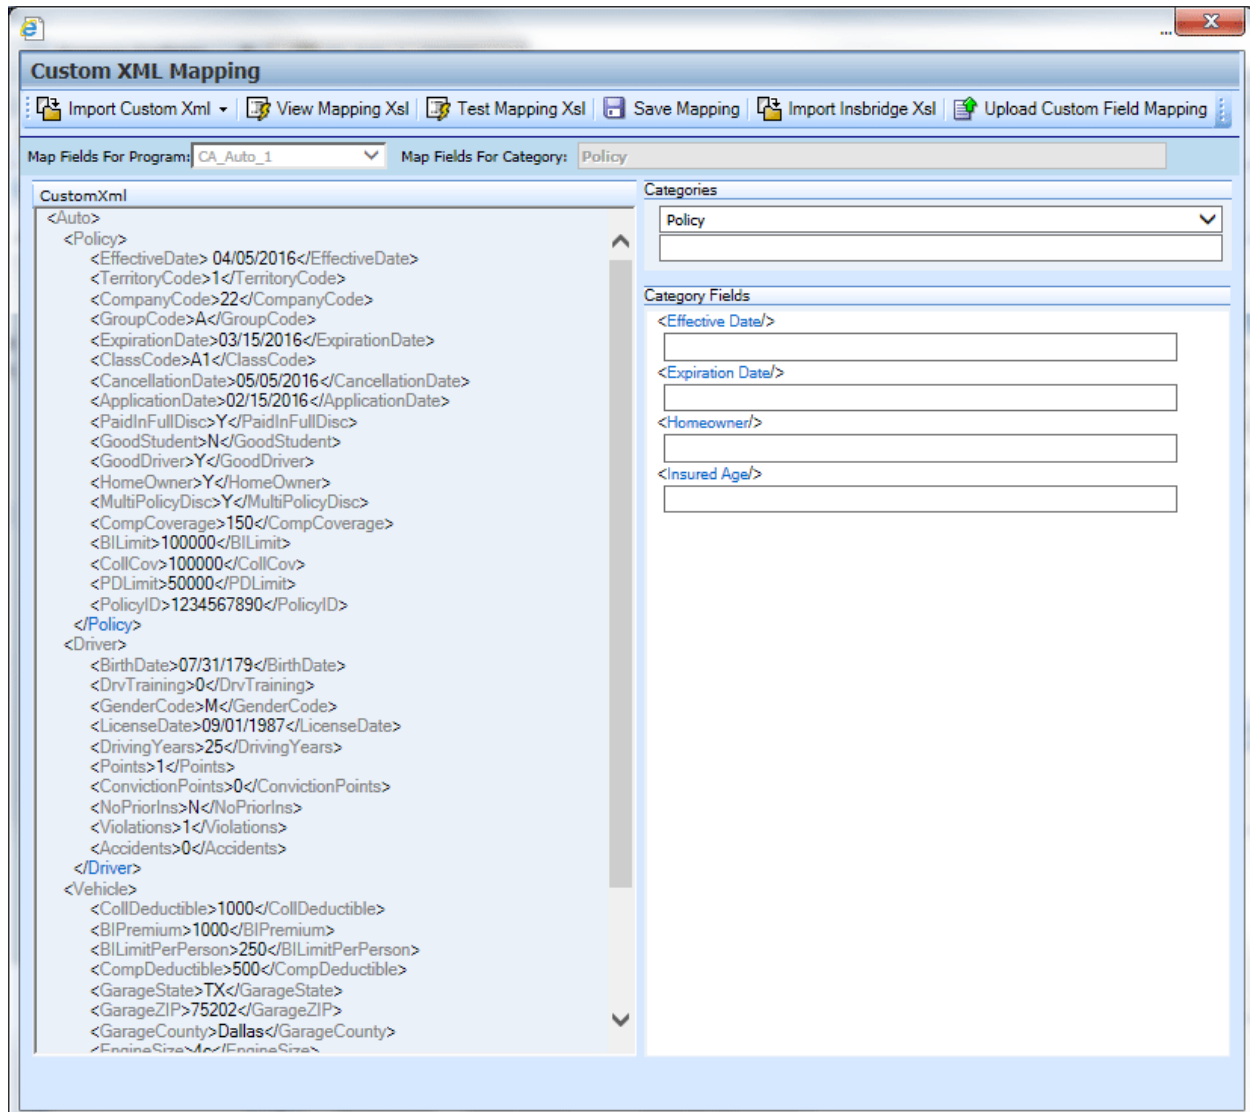 ...
Custom XML Mapping
Import Custom Xml View Mapping Xsl Test Mapping Xsl Save Mapping Import Insbridge Xsl Upload Custom Field Mapping
Map Fields For Program: CA_Auto_1 Map Fields For Category: Policy
CustomXml
<Auto>
<Policy>
<EffectiveDate> 04/05/2016</EffectiveDate>
<TerritoryCode>1</TerritoryCode>
<CompanyCode>22</CompanyCode>
<GroupCode>A</GroupCode>
<ExpirationDate>03/15/2016</ExpirationDate>
<ClassCode>A1</ClassCode>
<CancellationDate>05/05/2016</CancellationDate>
<ApplicationDate>02/15/2016</ApplicationDate>
<PaidInFullDisc>Y</PaidInFullDisc>
<GoodStudent>N</GoodStudent>
<GoodDriver>Y</GoodDriver>
<HomeOwner>Y</HomeOwner>
<MultiPolicyDisc>Y</MultiPolicyDisc>
<CompCoverage>150</CompCoverage>
<BILimit>100000</BILimit>
<CollCov>100000</CollCov>
<PDLimit>50000</PDLimit>
<PolicyID>1234567890</PolicyID>
</Policy>
<Driver>
<BirthDate>07/31/179</BirthDate>
<DrvTraining>0</DrvTraining>
<GenderCode>M</GenderCode>
<LicenseDate>09/01/1987</LicenseDate>
<DrivingYears>25</DrivingYears>
<Points>1</Points>
<ConvictionPoints>0</ConvictionPoints>
<NoPriorIns>N</NoPriorIns>
<Violations>1</Violations>
<Accidents>0</Accidents>
</Driver>
<Vehicle>
<CollDeductible>1000</CollDeductible>
<BIPremium>1000</BIPremium>
<BILimitPerPerson>250</BILimitPerPerson>
<CompDeductible>500</CompDeductible>
<GarageState>TX</GarageState>
<GarageZIP>75202</GarageZIP>
<GarageCounty>Dallas</GarageCounty>
<EngineSize>4c</EngineSize>
Categories
Policy
Category Fields
<Effective Date/>
<Expiration Date/>
<Homeowner/>
<Insured Age/>